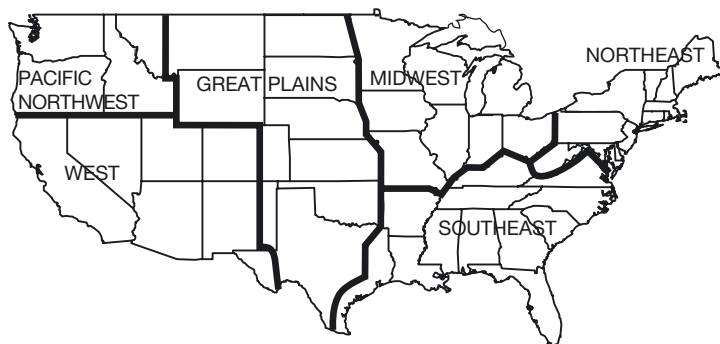 NORTHEAST
PACIFIC
NORTHWEST
GREAT PLAINS
MIDWEST
WEST
SOUTHEAST